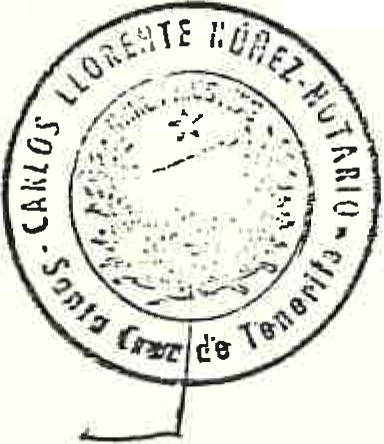 CARLOS LLORENTE NÚÑEZ-NOTARIO
Santa Cruz de Tenerife